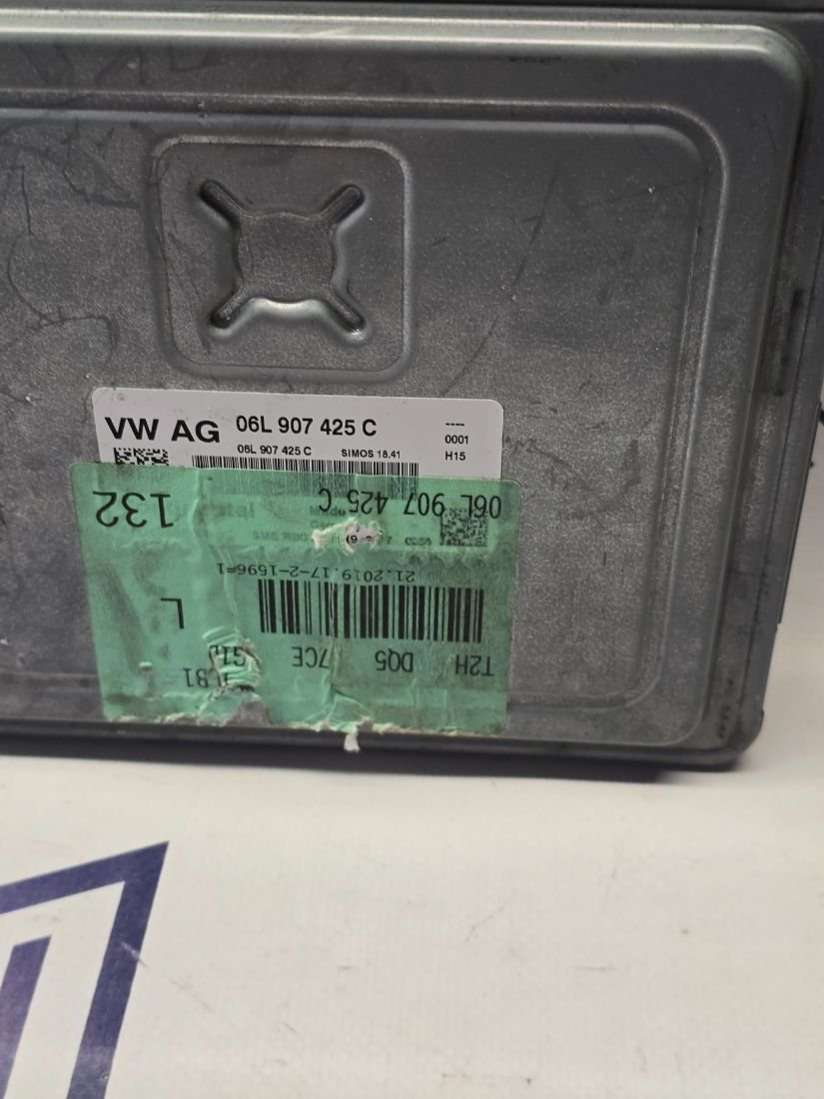 VW AG 06L 907 425 C
----
0001
H15
06L 907 425 C SIMOS 18.41
06L 907 425 C
132
21.2019.17-2-1596=1
L
T2H DQ5 7CE